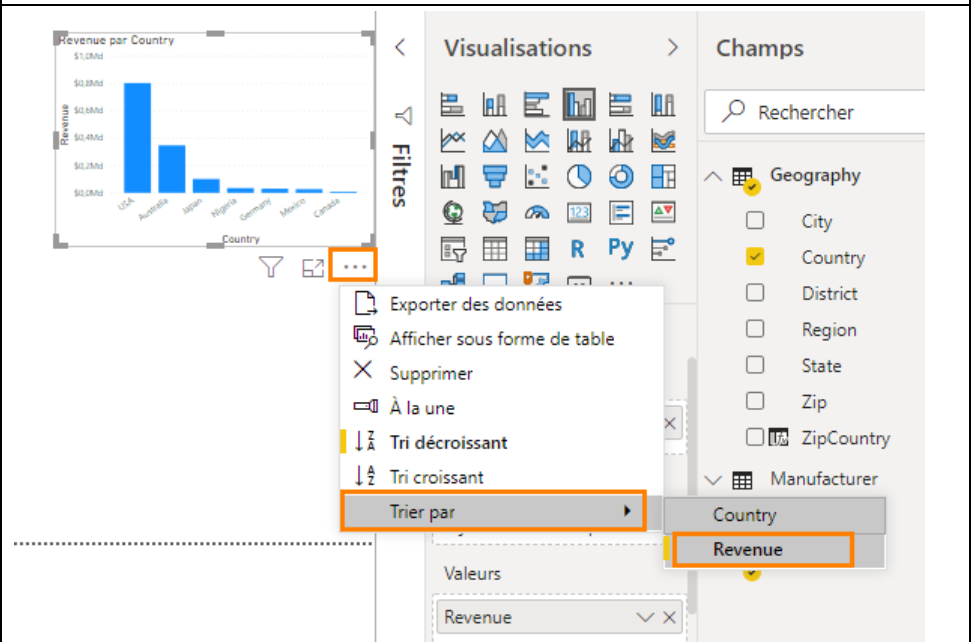 Revenue par Country
$1,0Md
$0,8Md
$0,6Md
$0,4Md
$0,2Md
$0,0Md
Revenue
USA
Australia
Japan
Nigeria
Germany
Mexico
Canada
Country
Exporter des données
Afficher sous forme de table
Supprimer
À la une
Tri décroissant
Tri croissant
Trier par
Country
Revenue
Filtres
Visualisations
123
R
Py
Valeurs
Revenue
Champs
Rechercher
Geography
City
Country
District
Region
State
Zip
ZipCountry
Manufacturer